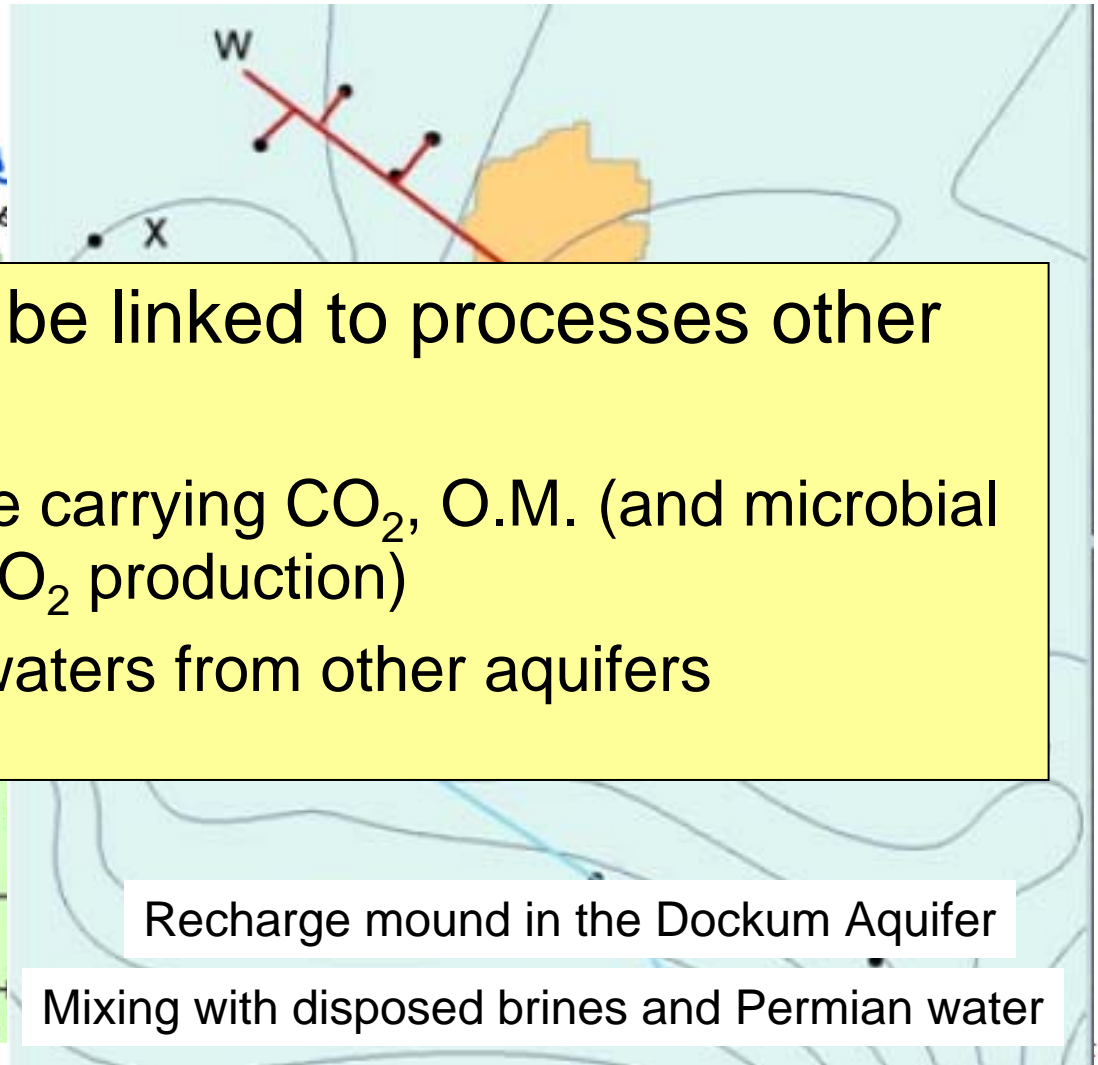 W
X
be linked to processes other
carrying CO₂, O.M. (and microbial
O₂ production)
waters from other aquifers
Recharge mound in the Dockum Aquifer
Mixing with disposed brines and Permian water